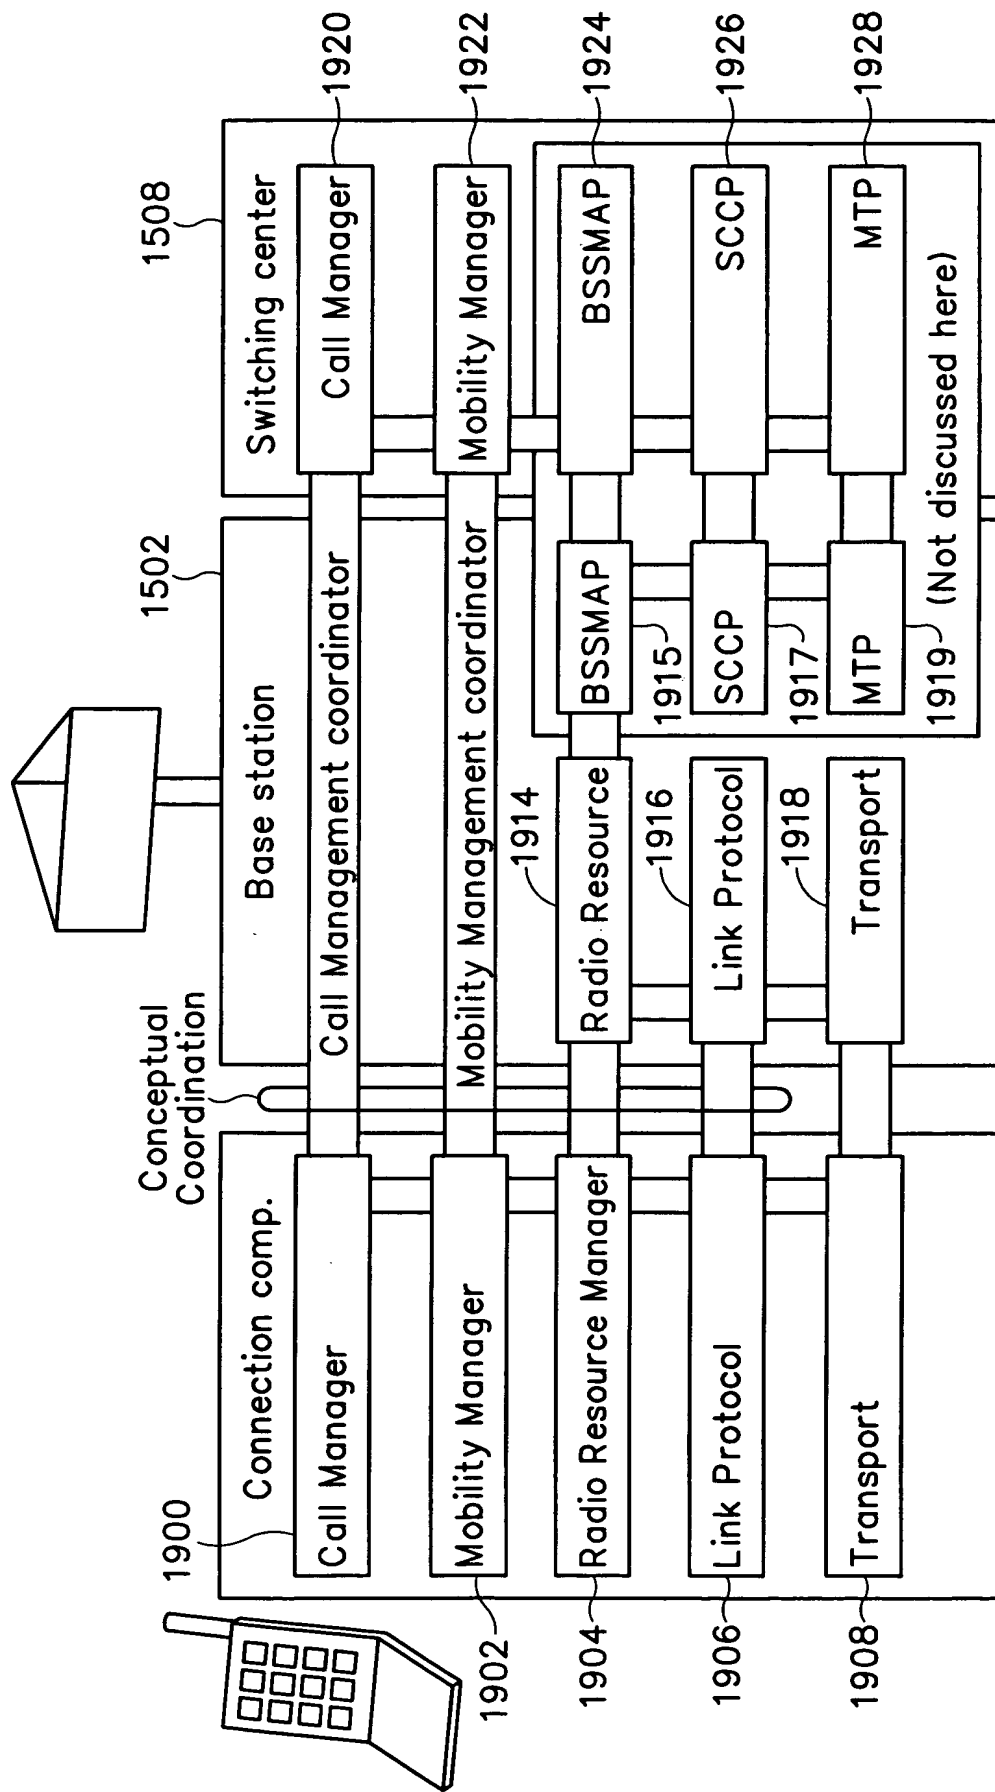 Conceptual
Coordination
1502
1508
Connection comp.
Base station
Switching center
1900
Call Manager
Call Management coordinator
Call Manager
1920
Mobility Manager
Mobility Management coordinator
Mobility Manager
1922
1902
1914
Radio Resource Manager
Radio Resource
BSSMAP
BSSMAP
1924
1904
1916
1915
Link Protocol
Link Protocol
SCCP
SCCP
1926
1906
1918
1917
Transport
Transport
MTP
MTP
1928
1908
1919
(Not discussed here)